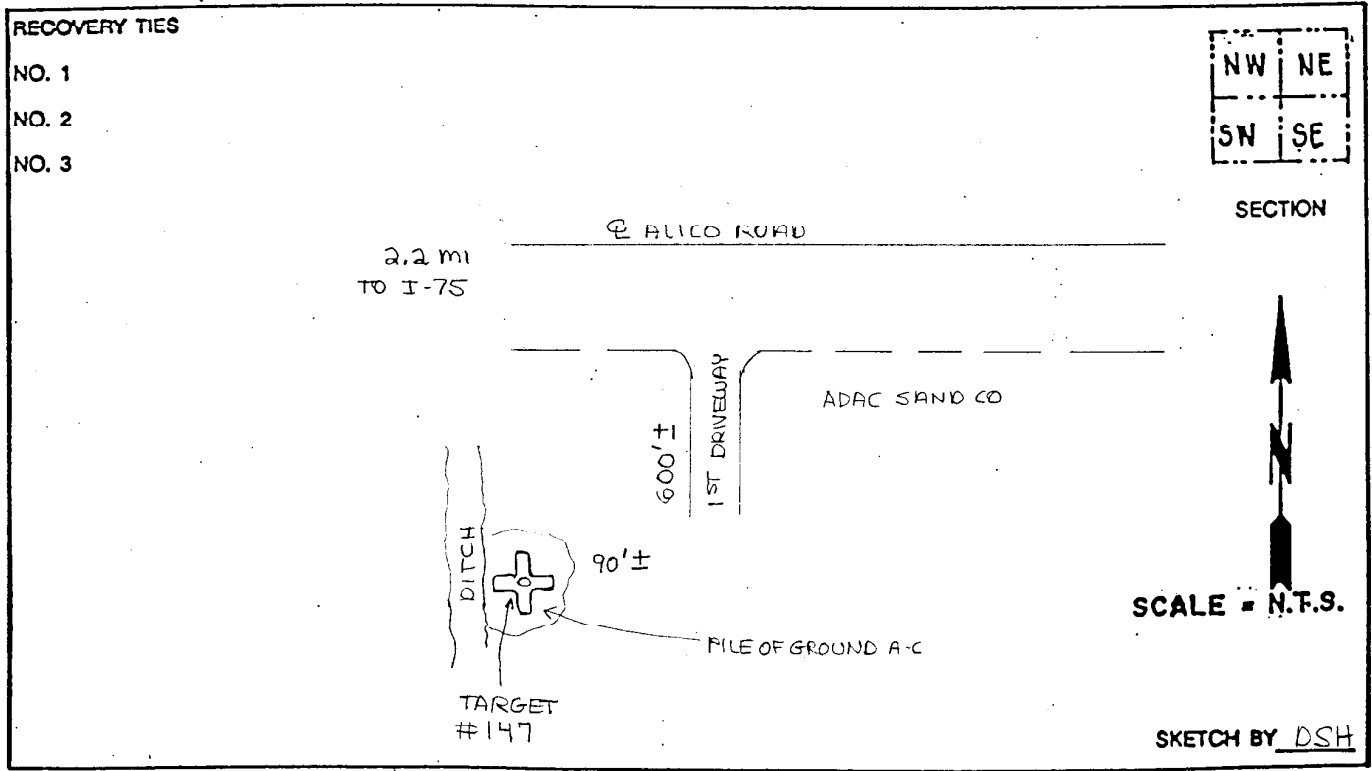 RECOVERY TIES
NO. 1
NO. 2
NO. 3
NW NE
SW SE
SECTION
℄ ALICO ROAD
2.2 MI
TO I-75
1ST DRIVEWAY
600'±
ADAC SAND CO
N
DITCH
90'±
SCALE = N.T.S.
PILE OF GROUND A-C
TARGET
#147
SKETCH BY DSH